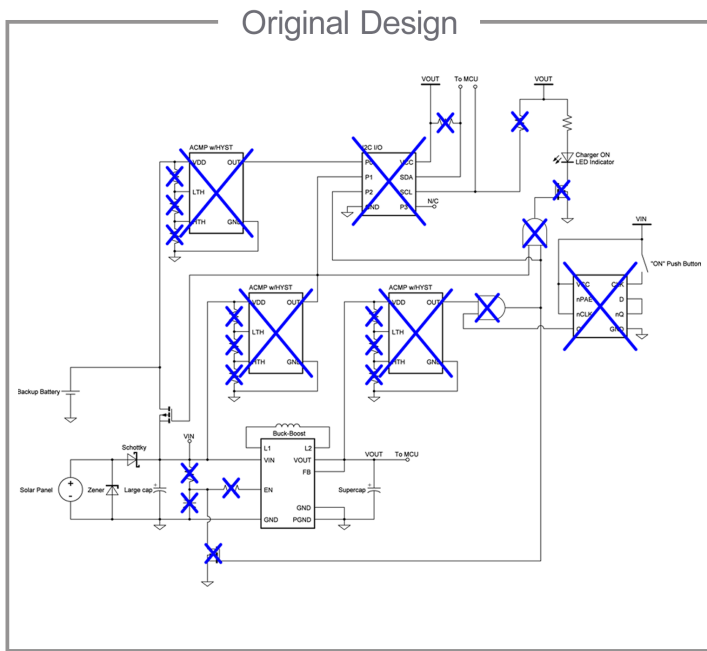 Original Design
VOUT
To MCU
VOUT
ACMP w/HYST
VDD
OUT
LTH
HTH
GND
I2C I/O
P0
VCC
P1
SDA
P2
SCL
GND
P3
N/C
Charger ON
LED Indicator
VIN
"ON" Push Button
VCC
CLK
nPAE
D
nCLK
nQ
Q
GND
ACMP w/HYST
VDD
OUT
LTH
HTH
GND
ACMP w/HYST
VDD
OUT
LTH
HTH
GND
Backup Battery
Buck-Boost
L1
L2
VIN
VOUT
FB
EN
GND
GND
PGND
VOUT
To MCU
Schottky
VIN
Solar Panel
Zener
Large cap
Supercap